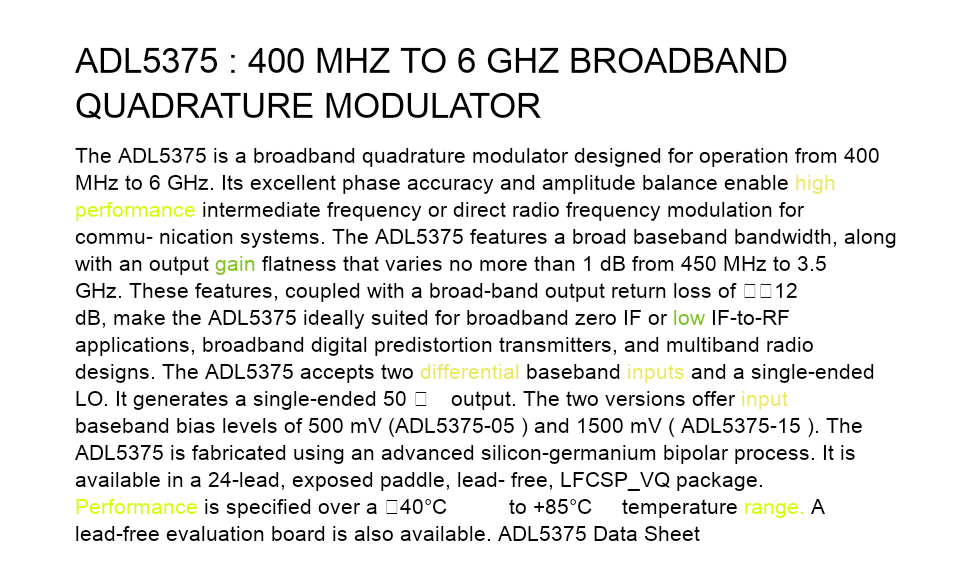 ADL5375 : 400 MHZ TO 6 GHZ BROADBAND
QUADRATURE MODULATOR
The ADL5375 is a broadband quadrature modulator designed for operation from 400
MHz to 6 GHz. Its excellent phase accuracy and amplitude balance enable high
performance intermediate frequency or direct radio frequency modulation for
commu- nication systems. The ADL5375 features a broad baseband bandwidth, along
with an output gain flatness that varies no more than 1 dB from 450 MHz to 3.5
GHz. These features, coupled with a broad-band output return loss of □□12
dB, make the ADL5375 ideally suited for broadband zero IF or low IF-to-RF
applications, broadband digital predistortion transmitters, and multiband radio
designs. The ADL5375 accepts two differential baseband inputs and a single-ended
LO. It generates a single-ended 50 □ output. The two versions offer input
baseband bias levels of 500 mV (ADL5375-05 ) and 1500 mV ( ADL5375-15 ). The
ADL5375 is fabricated using an advanced silicon-germanium bipolar process. It is
available in a 24-lead, exposed paddle, lead- free, LFCSP_VQ package.
Performance is specified over a □40°C to +85°C temperature range. A
lead-free evaluation board is also available. ADL5375 Data Sheet